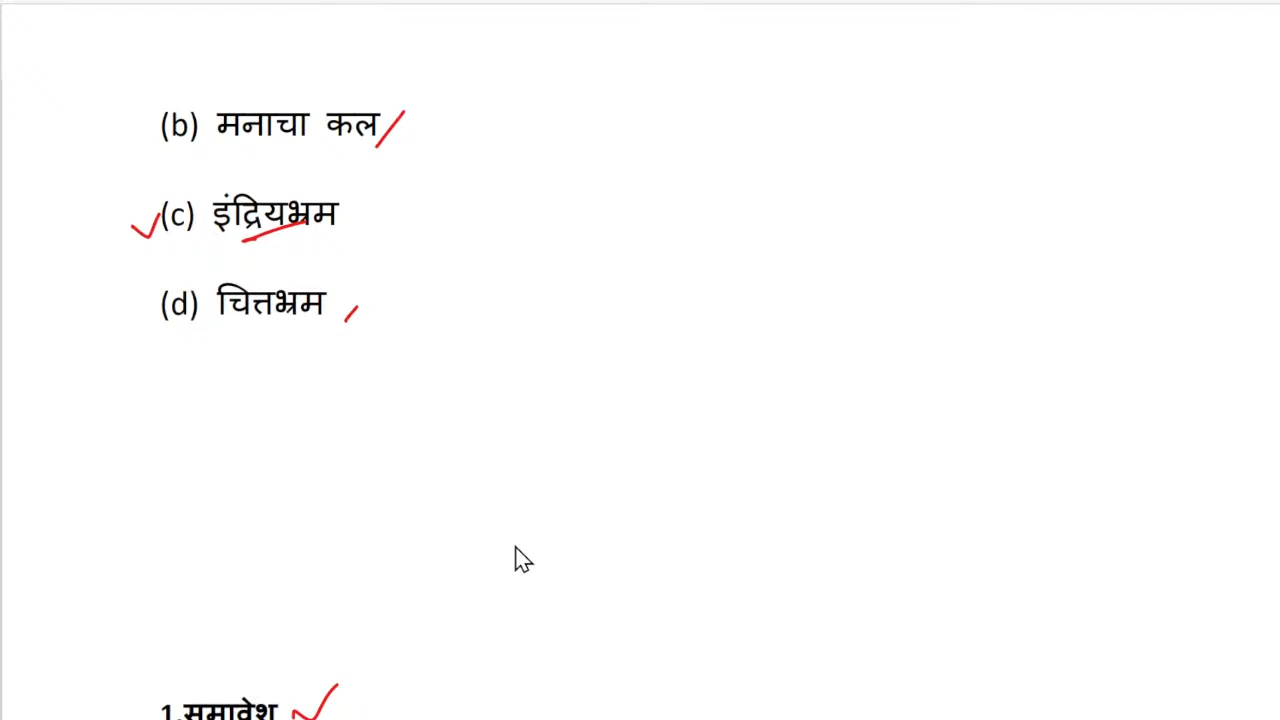 (b) मनाचा कल
(c) इंद्रियभ्रम
(d) चित्तभ्रम
1.समावेश